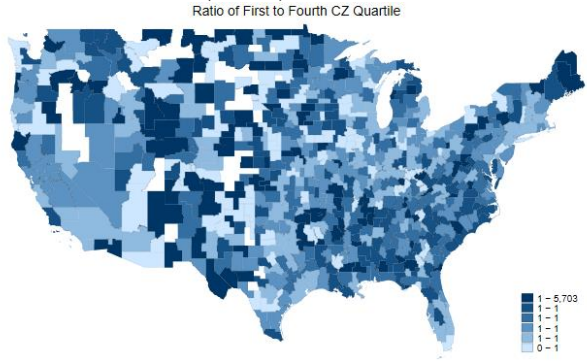 Ratio of First to Fourth CZ Quartile
1 – 5,703
1 – 1
1 – 1
1 – 1
1 – 1
0 – 1